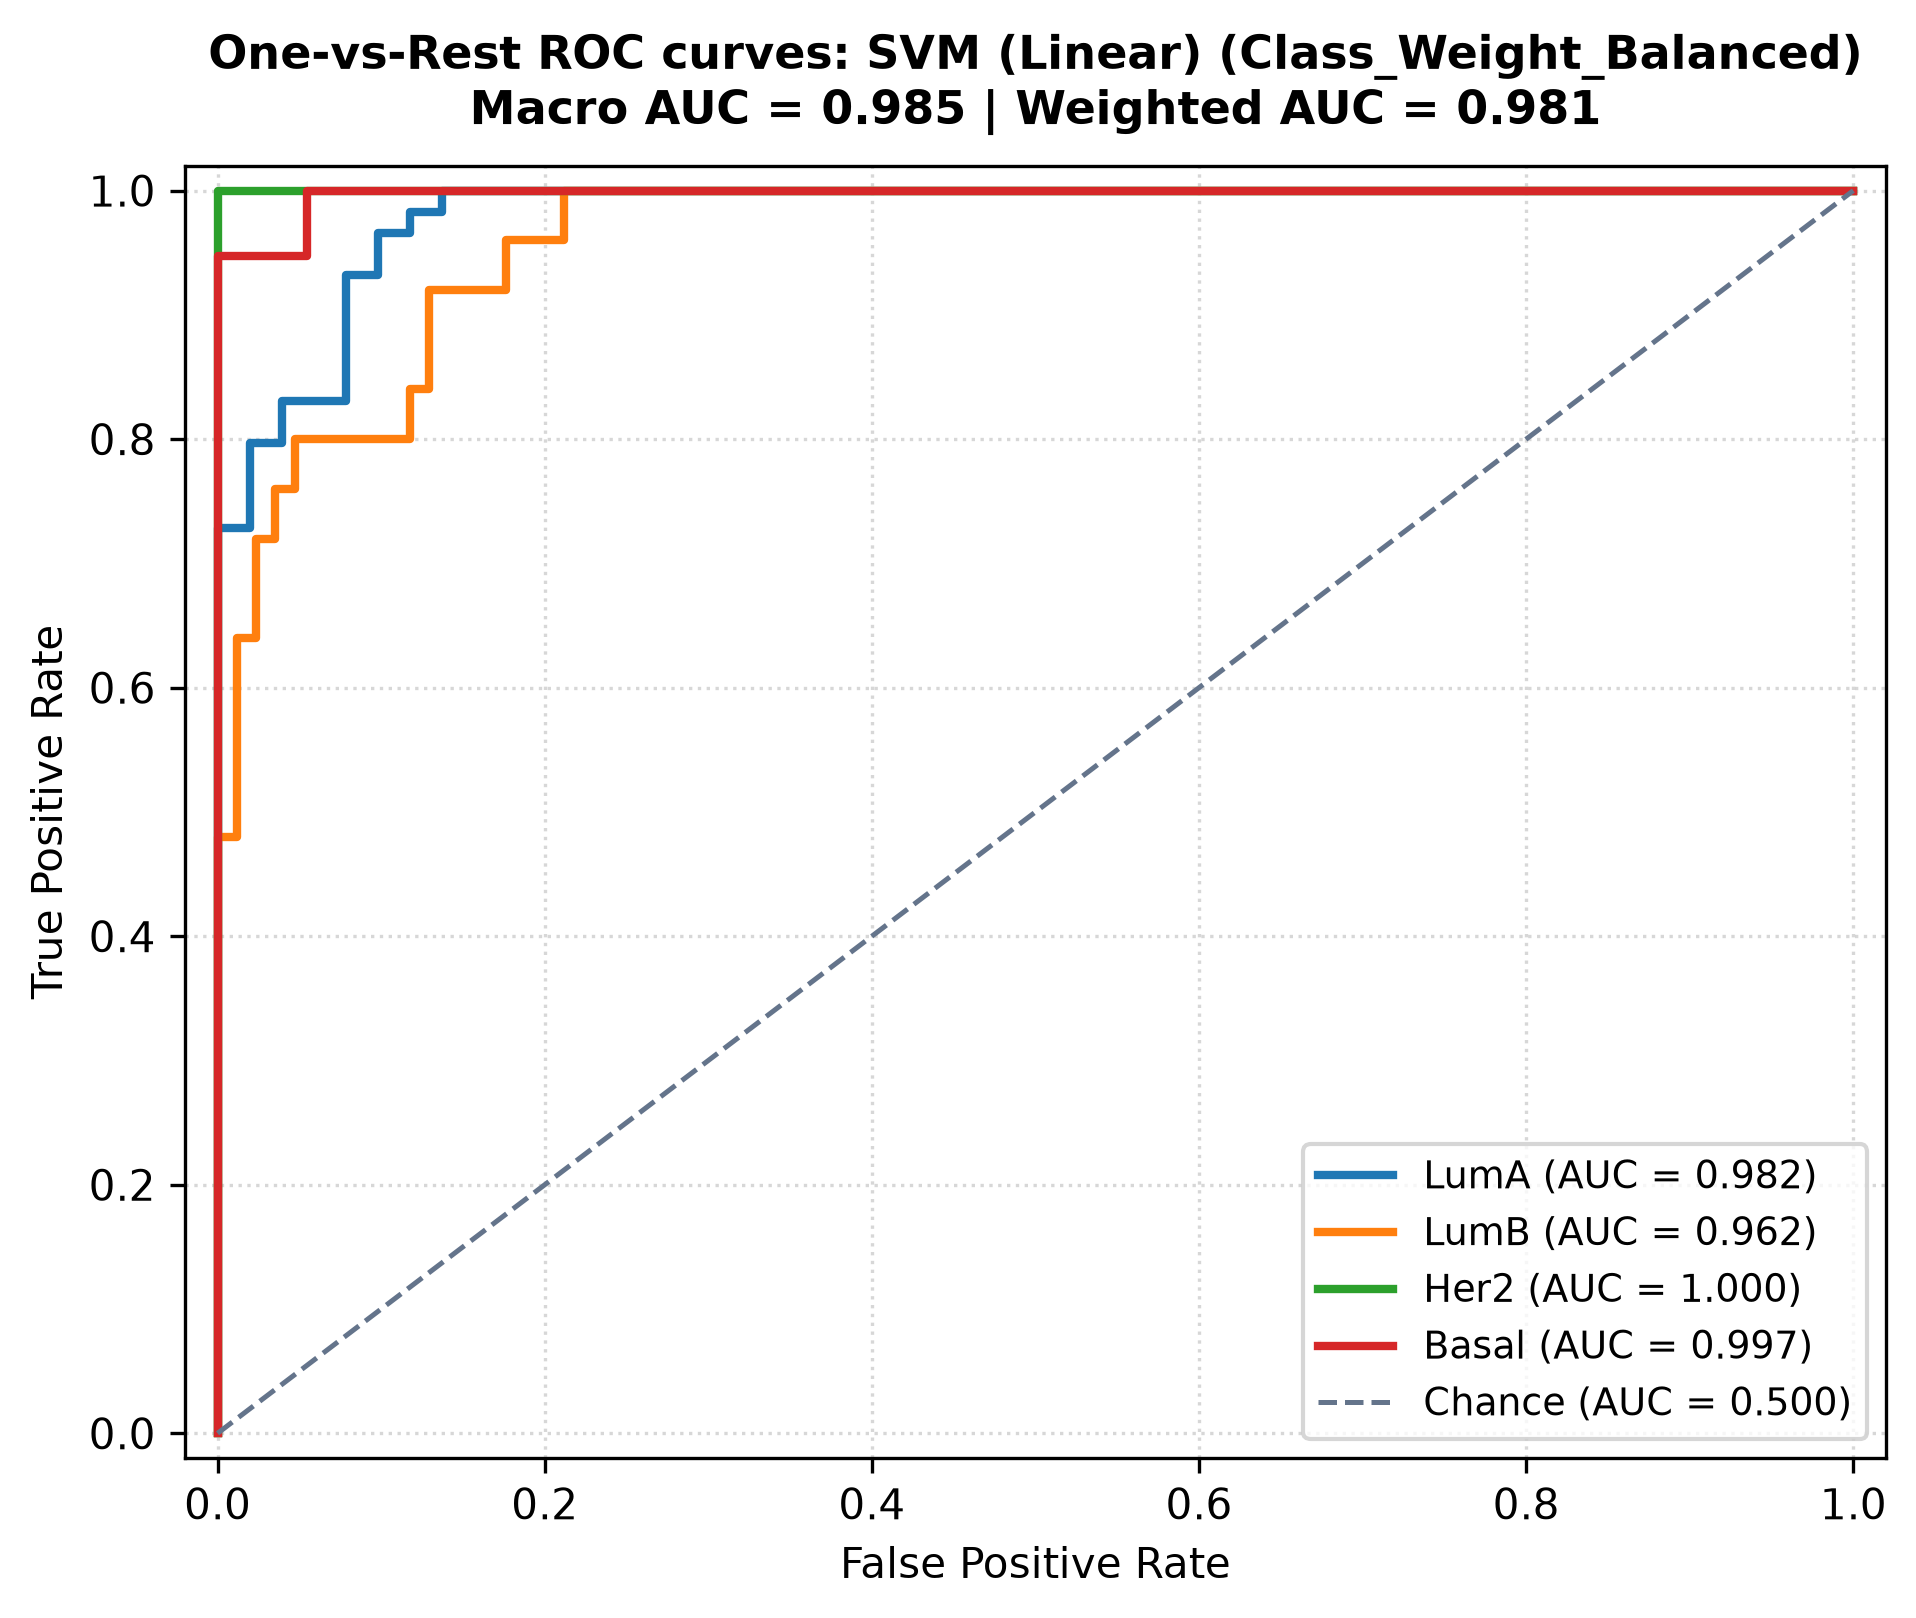 One-vs-Rest ROC curves: SVM (Linear) (Class_Weight_Balanced)
Macro AUC = 0.985 | Weighted AUC = 0.981
True Positive Rate
1.0
0.8
0.6
0.4
0.2
0.0
LumA (AUC = 0.982)
LumB (AUC = 0.962)
Her2 (AUC = 1.000)
Basal (AUC = 0.997)
Chance (AUC = 0.500)
0.0 0.2 0.4 0.6 0.8 1.0
False Positive Rate